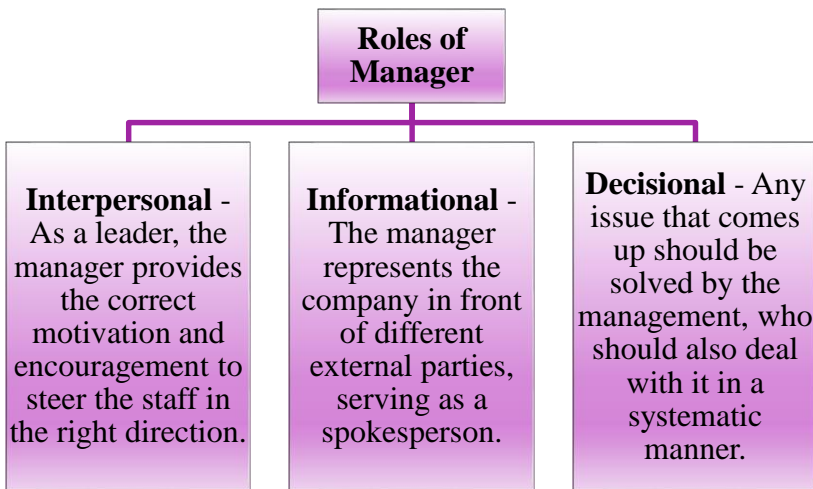 Roles of
Manager
Interpersonal -
As a leader, the
manager provides
the correct
motivation and
encouragement to
steer the staff in
the right direction.
Informational -
The manager
represents the
company in front
of different
external parties,
serving as a
spokesperson.
Decisional - Any
issue that comes
up should be
solved by the
management, who
should also deal
with it in a
systematic
manner.